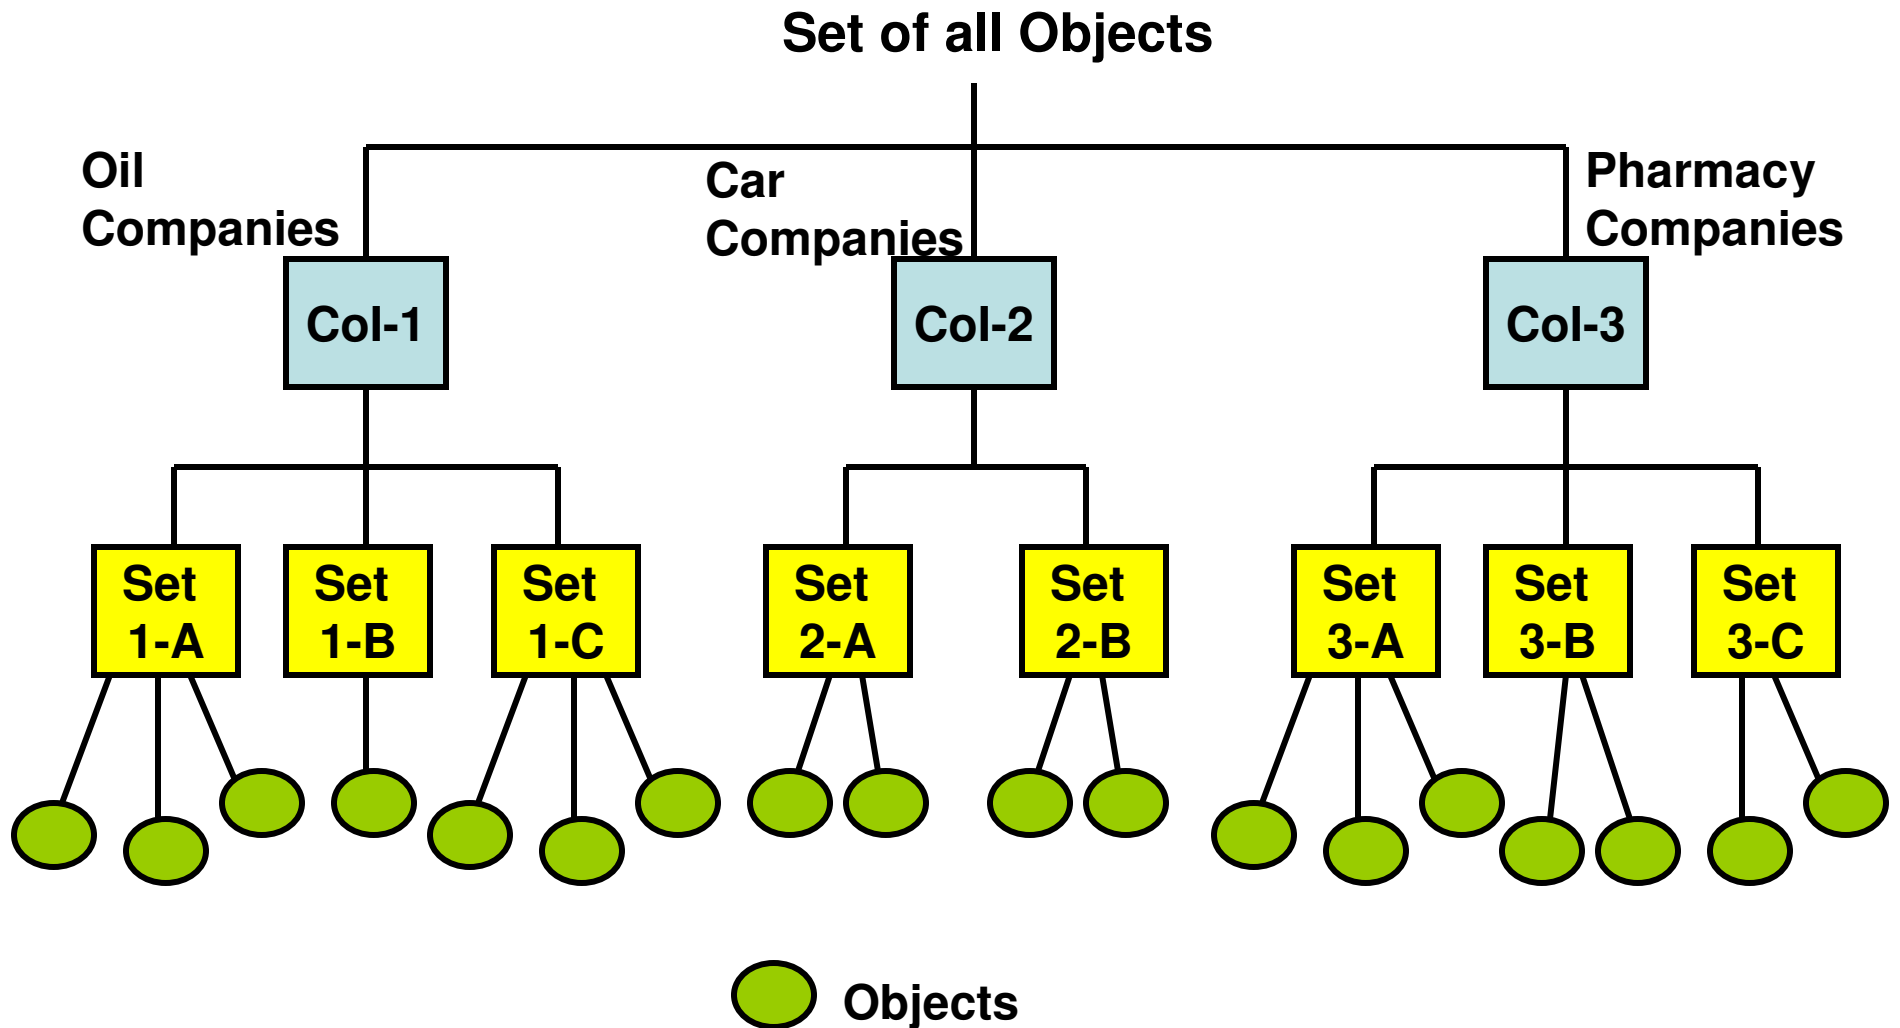 Set of all Objects
Oil
Companies
Car
Companies
Pharmacy
Companies
Col-1
Col-2
Col-3
Set
1-A
Set
1-B
Set
1-C
Set
2-A
Set
2-B
Set
3-A
Set
3-B
Set
3-C
Objects